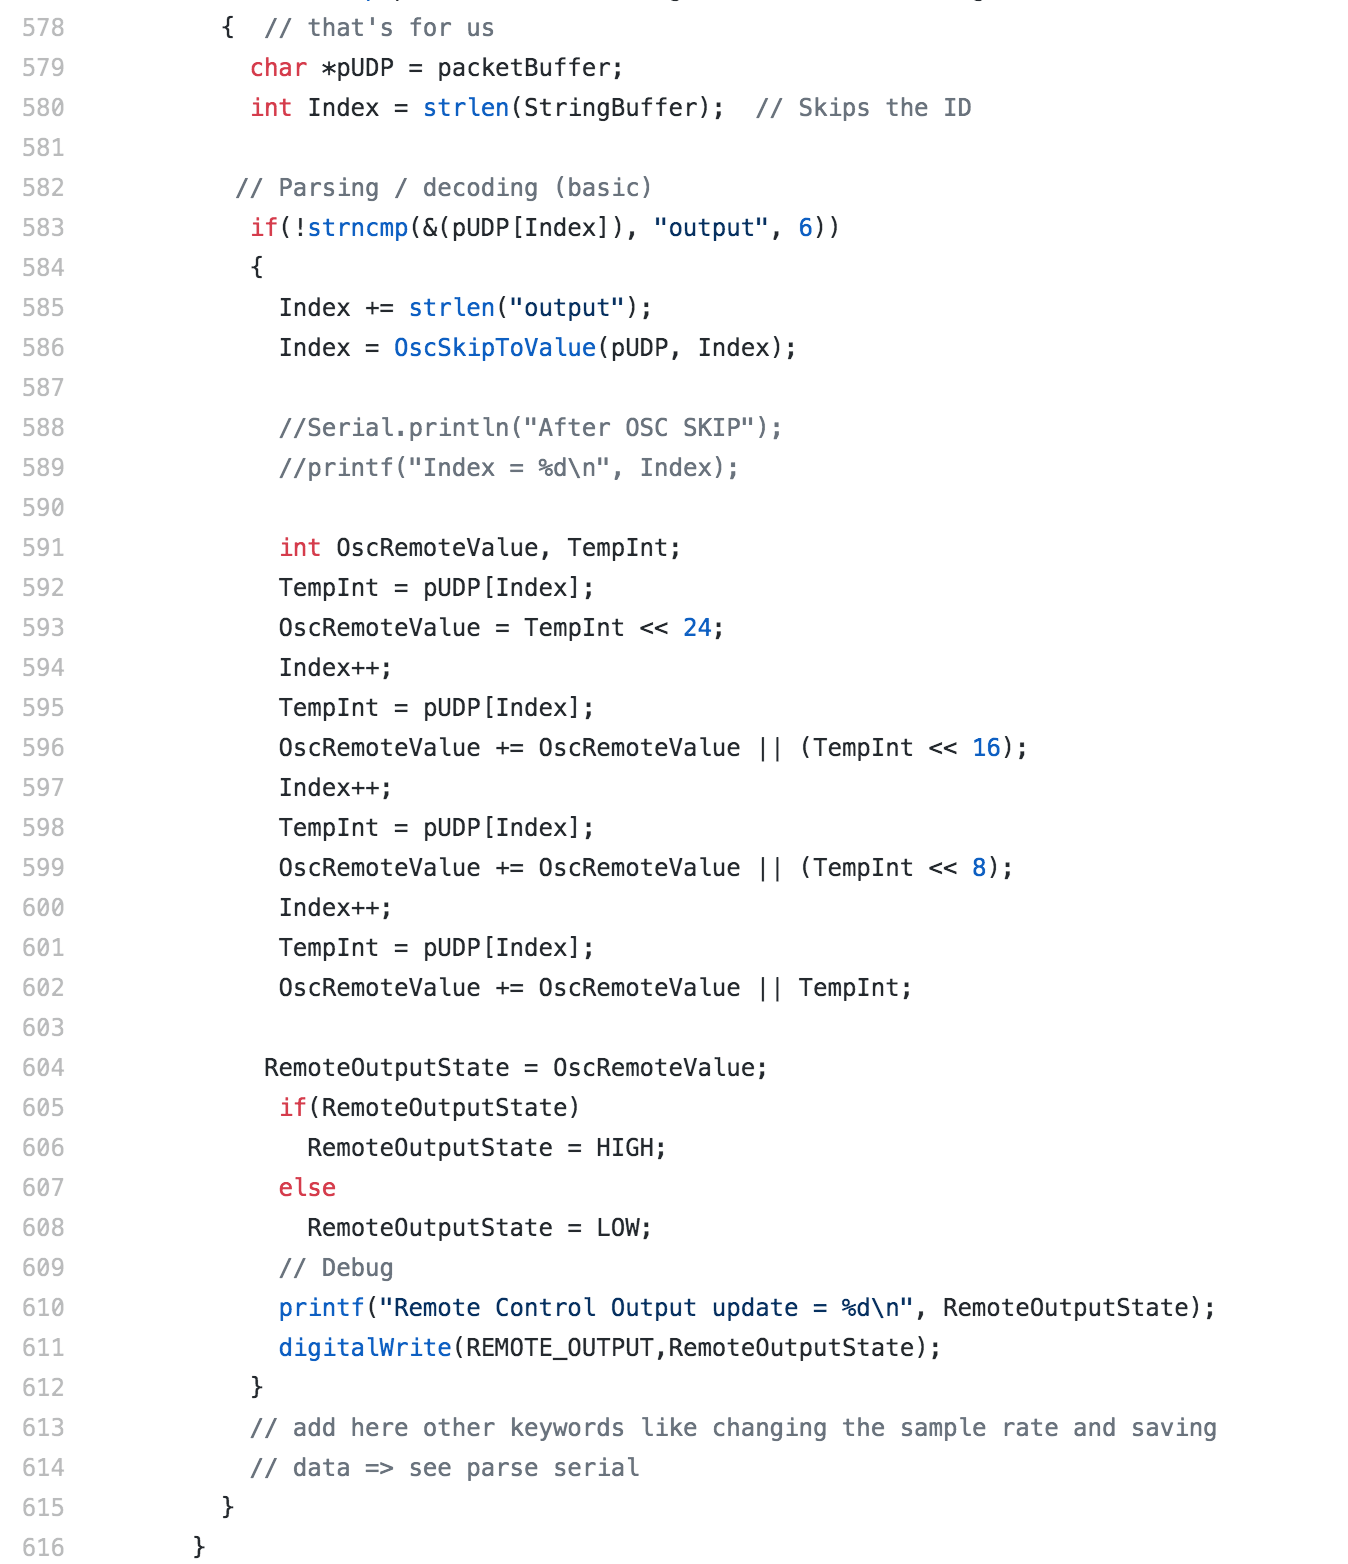 578 { // that's for us
579 char *pUDP = packetBuffer;
580 int Index = strlen(StringBuffer); // Skips the ID
581
582 // Parsing / decoding (basic)
583 if(!strncmp(&(pUDP[Index]), "output", 6))
584 {
585 Index += strlen("output");
586 Index = OscSkipToValue(pUDP, Index);
587
588 //Serial.println("After OSC SKIP");
589 //printf("Index = %d\n", Index);
590
591 int OscRemoteValue, TempInt;
592 TempInt = pUDP[Index];
593 OscRemoteValue = TempInt << 24;
594 Index++;
595 TempInt = pUDP[Index];
596 OscRemoteValue += OscRemoteValue || (TempInt << 16);
597 Index++;
598 TempInt = pUDP[Index];
599 OscRemoteValue += OscRemoteValue || (TempInt << 8);
600 Index++;
601 TempInt = pUDP[Index];
602 OscRemoteValue += OscRemoteValue || TempInt;
603
604 RemoteOutputState = OscRemoteValue;
605 if(RemoteOutputState)
606 RemoteOutputState = HIGH;
607 else
608 RemoteOutputState = LOW;
609 // Debug
610 printf("Remote Control Output update = %d\n", RemoteOutputState);
611 digitalWrite(REMOTE_OUTPUT,RemoteOutputState);
612 }
613 // add here other keywords like changing the sample rate and saving
614 // data => see parse serial
615 }
616 }